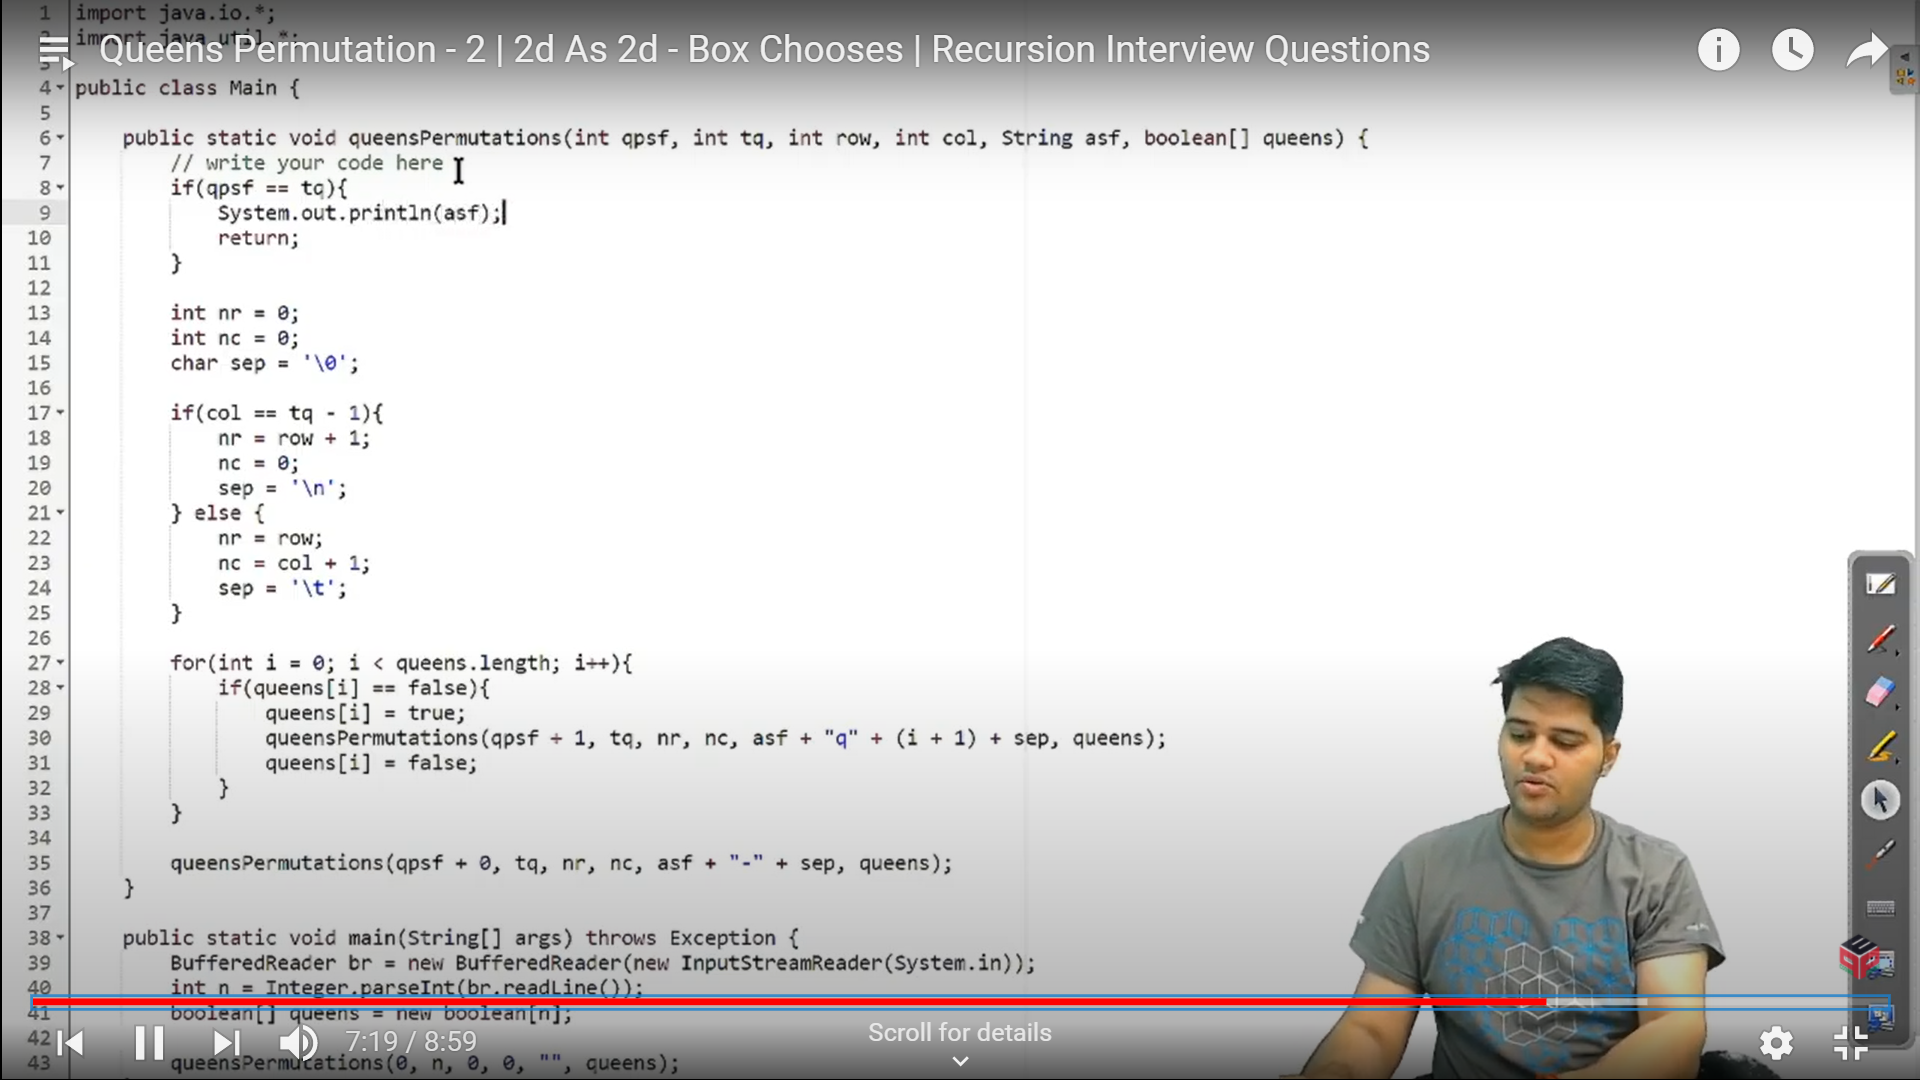 1 import java.io.*;
import java.util.*;
Queens Permutation - 2 | 2d As 2d - Box Chooses | Recursion Interview Questions
4 public class Main {
5
6 public static void queensPermutations(int qpsf, int tq, int row, int col, String asf, boolean[] queens) {
7 // write your code here
8 if(qpsf == tq){
9 System.out.println(asf);
10 return;
11 }
12
13 int nr = 0;
14 int nc = 0;
15 char sep = '\0';
16
17 if(col == tq - 1){
18 nr = row + 1;
19 nc = 0;
20 sep = '\n';
21 } else {
22 nr = row;
23 nc = col + 1;
24 sep = '\t';
25 }
26
27 for(int i = 0; i < queens.length; i++){
28 if(queens[i] == false){
29 queens[i] = true;
30 queensPermutations(qpsf + 1, tq, nr, nc, asf + "q" + (i + 1) + sep, queens);
31 queens[i] = false;
32 }
33 }
34
35 queensPermutations(qpsf + 0, tq, nr, nc, asf + "-" + sep, queens);
36 }
37
38 public static void main(String[] args) throws Exception {
39 BufferedReader br = new BufferedReader(new InputStreamReader(System.in));
40 int n = Integer.parseInt(br.readLine());
41 boolean[] queens = new boolean[n];
42
7:19 / 8:59
Scroll for details
43 queensPermutations(0, n, 0, 0, "", queens);